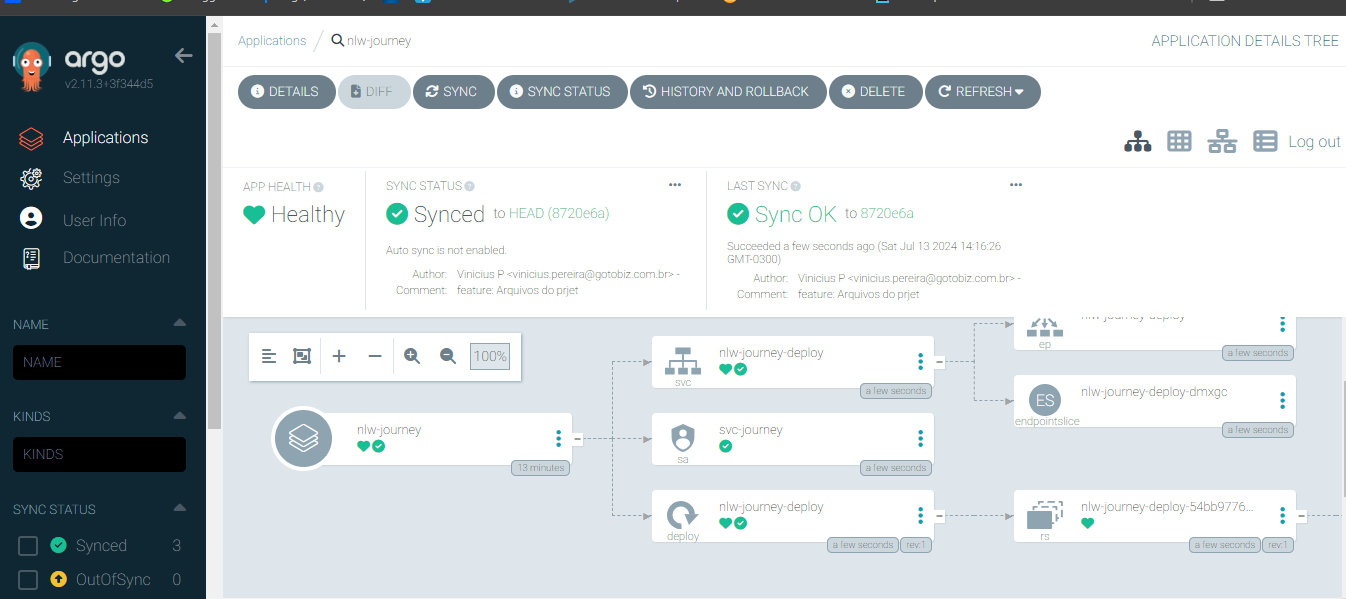 argo
v2.11.3+3f344d5
Applications
Settings
User Info
Documentation
NAME
NAME
KINDS
KINDS
SYNC STATUS
Synced 3
OutOfSync 0
Applications / nlw-journey
APPLICATION DETAILS TREE
DETAILS DIFF SYNC SYNC STATUS HISTORY AND ROLLBACK DELETE REFRESH
Log out
APP HEALTH
Healthy
SYNC STATUS
Synced to HEAD (8720e6a)
Auto sync is not enabled.
Author: Vinicius P <vinicius.pereira@gotobiz.com.br> -
Comment: feature: Arquivos do prjet
LAST SYNC
Sync OK to 8720e6a
Succeeded a few seconds ago (Sat Jul 13 2024 14:16:26
GMT-0300)
Author: Vinicius P <vinicius.pereira@gotobiz.com.br> -
Comment: feature: Arquivos do prjet
100%
nlw-journey
13 minutes
nlw-journey-deploy
svc
a few seconds
svc-journey
sa
a few seconds
nlw-journey-deploy
deploy
a few seconds rev:1
nlw-journey-deploy
ep
a few seconds
ES
nlw-journey-deploy-dmxgc
endpointslice
a few seconds
nlw-journey-deploy-54bb9776...
rs
a few seconds rev:1